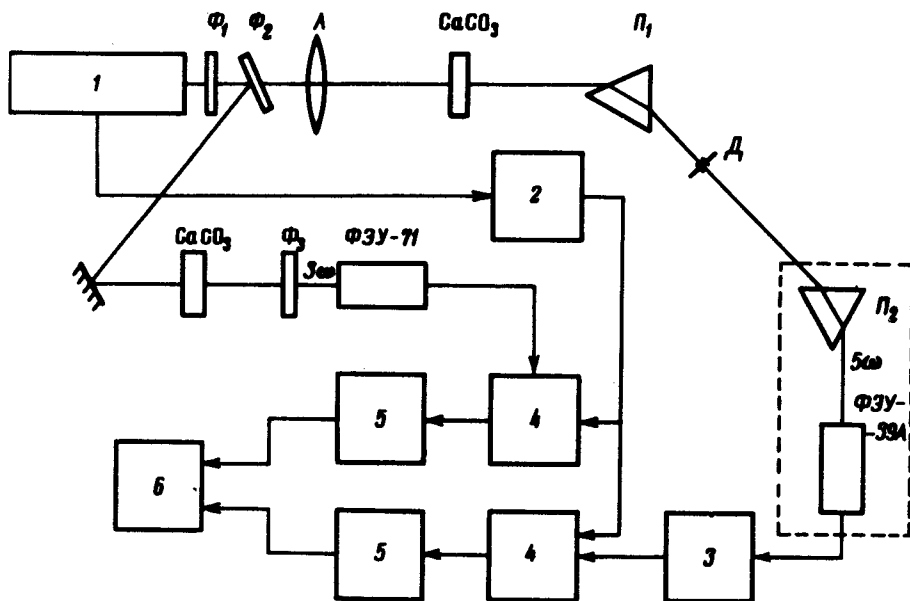 Ф₁
Ф₂
А
CaCO₃
П₁
1
Д
2
CaCO₃
Ф₃
3ω
ФЭУ-71
П₂
5ω
ФЭУ-
-39А
5
4
6
5
4
3